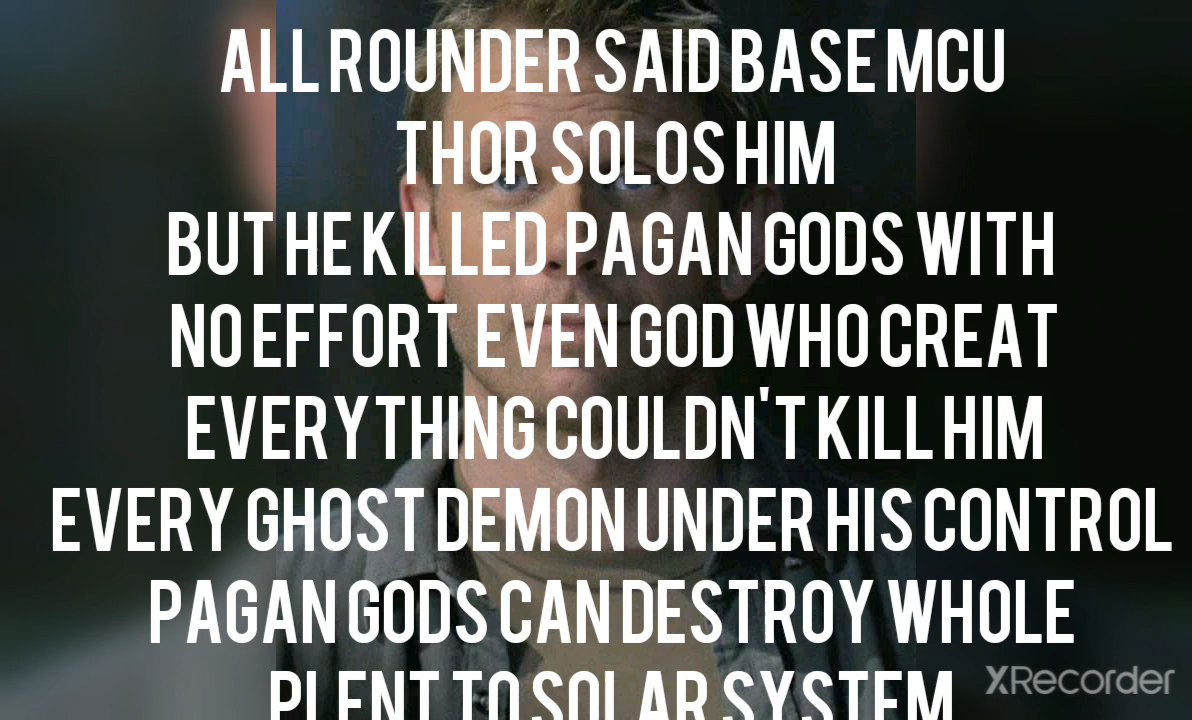 ALL ROUNDER SAID BASE MCU
THOR SOLOS HIM
BUT HE KILLED PAGAN GODS WITH
NO EFFORT EVEN GOD WHO CREAT
EVERYTHING COULDN'T KILL HIM
EVERY GHOST DEMON UNDER HIS CONTROL
PAGAN GODS CAN DESTROY WHOLE
PLENT TO SOLAR SYSTEM
XRecorder